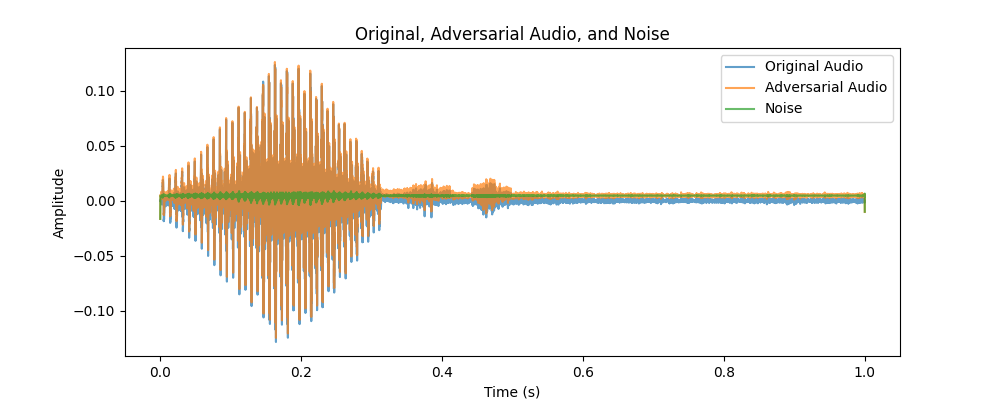 Original, Adversarial Audio, and Noise
Original Audio
Adversarial Audio
Noise
0.10
0.05
0.00
−0.05
−0.10
Amplitude
0.0
0.2
0.4
0.6
0.8
1.0
Time (s)